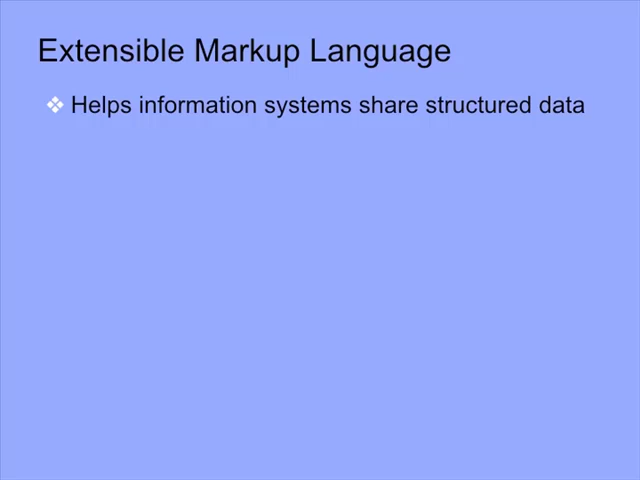 Extensible Markup Language
❖ Helps information systems share structured data